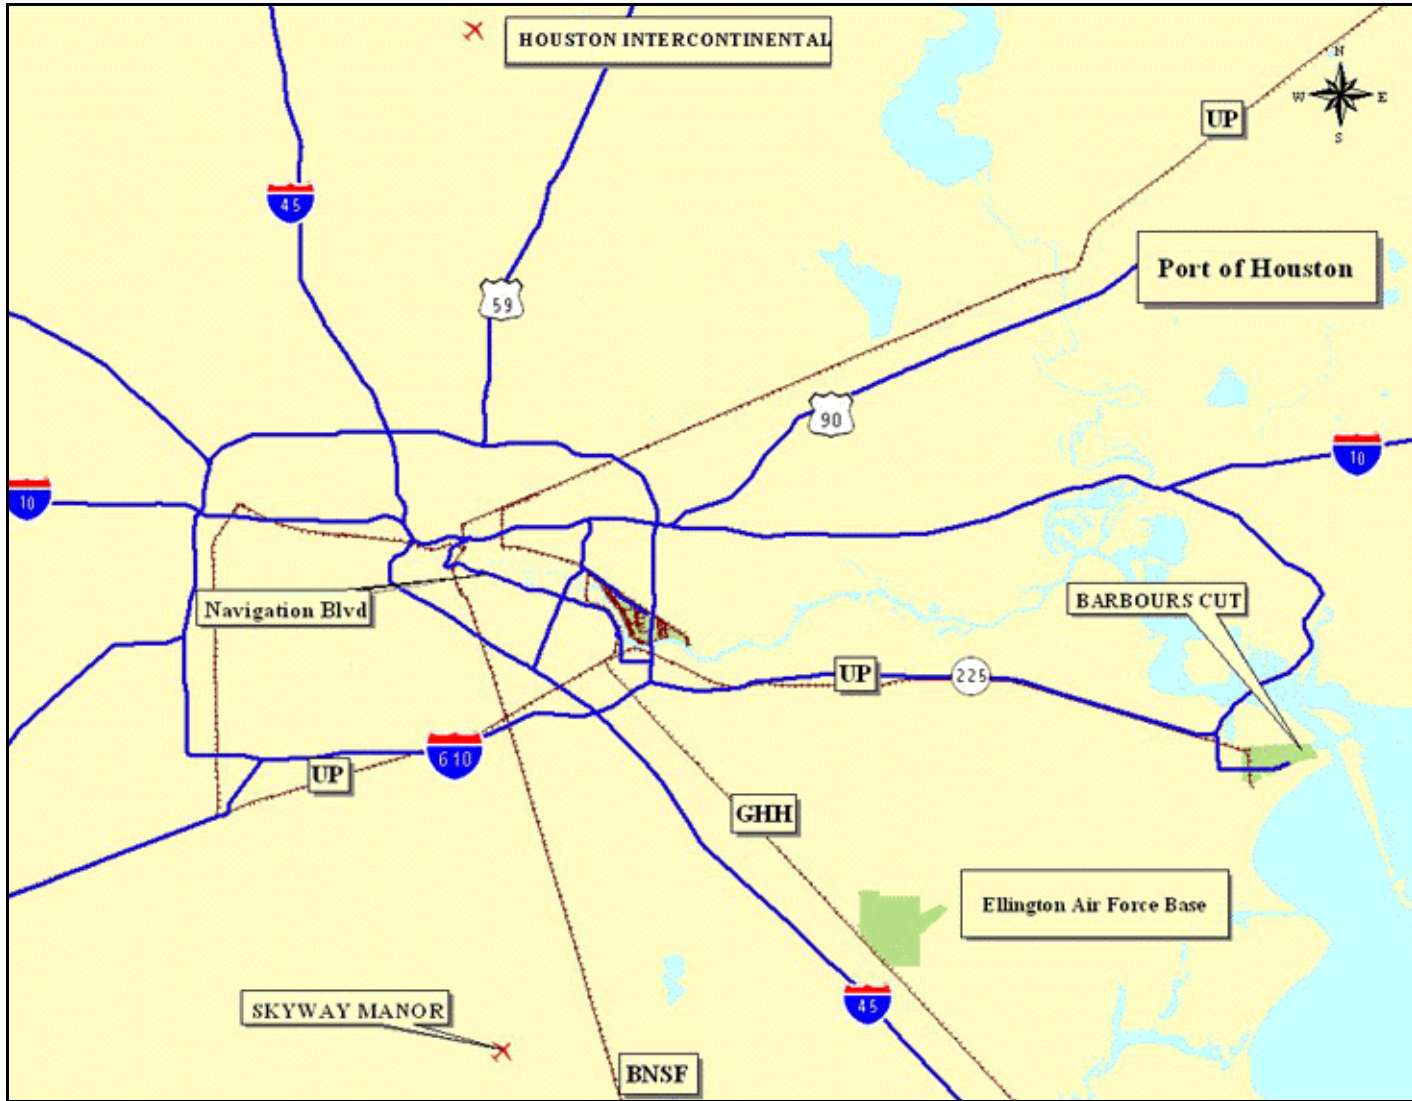 HOUSTON INTERCONTINENTAL
N
W
E
S
UP
45
Port of Houston
59
90
10
10
BARBOURS CUT
Navigation Blvd
UP
225
610
UP
GHH
Ellington Air Force Base
45
SKYWAY MANOR
BNSF